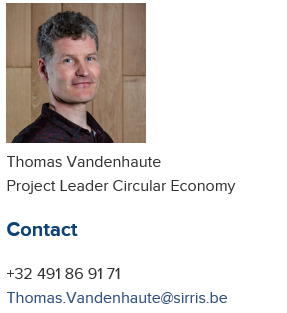 Thomas Vandenhaute
Project Leader Circular Economy
Contact
+32 491 86 91 71
Thomas.Vandenhaute@sirris.be